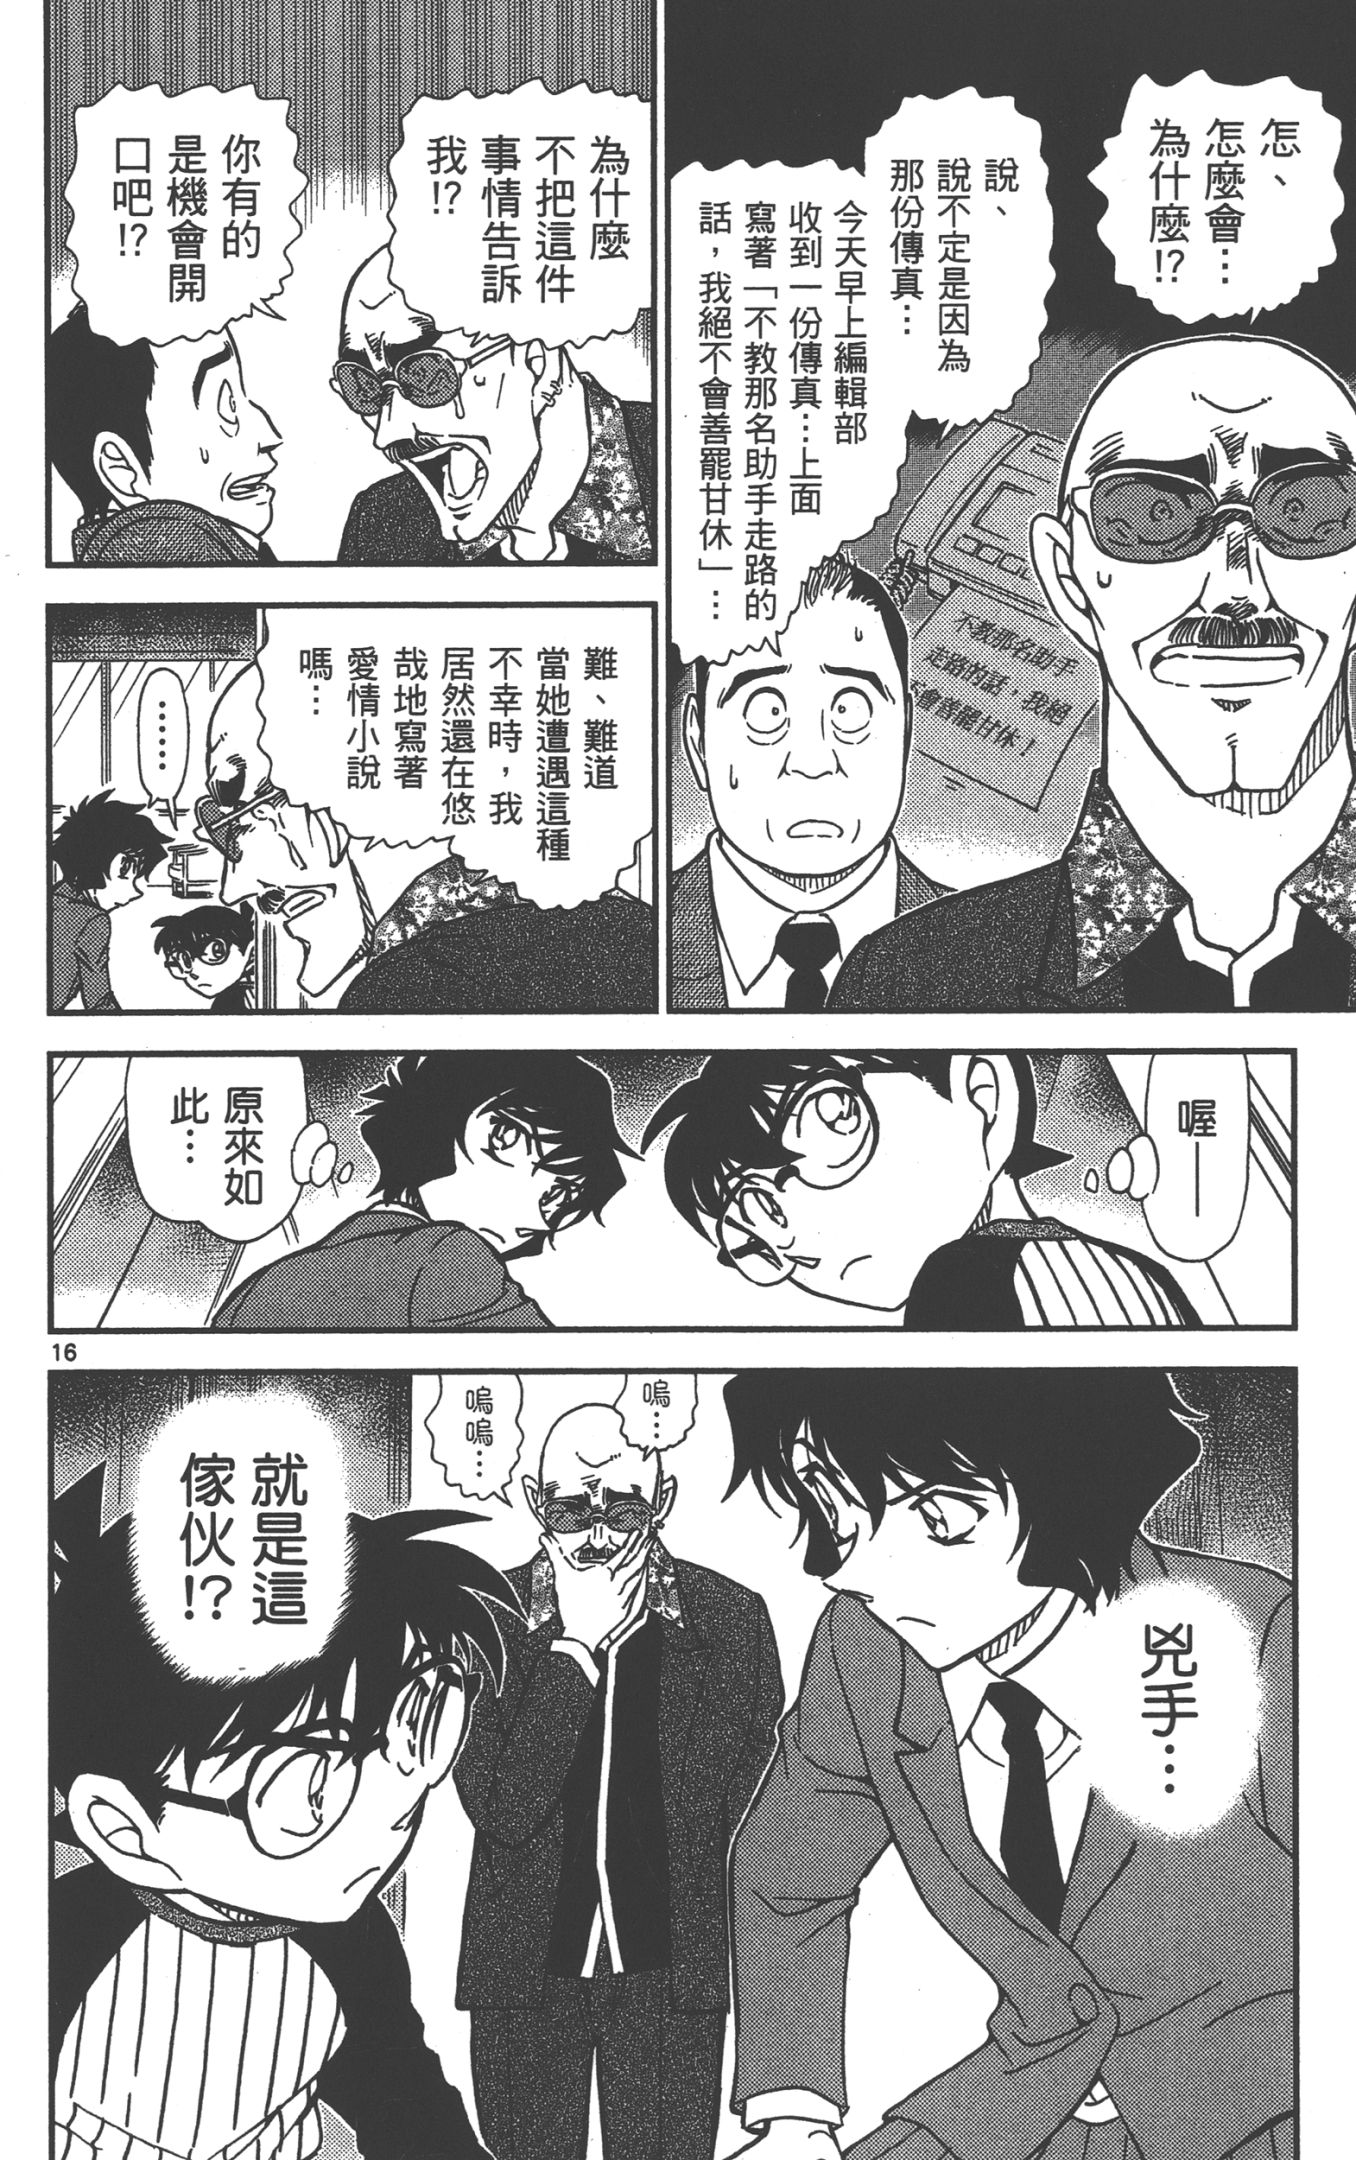 怎、
怎麼會…
為什麼!?
說、
說不定是因為
那份傳真…
今天早上編輯部
收到一份傳真…上面
寫著「不教那名助手走路的
話，我絕不會善罷甘休」…
不教那名助手
走路的話，我絕
不會善罷甘休！
為什麼
不把這件
事情告訴
我!?
你有的
是機會開
口吧!?
難、難道
當她遭遇這種
不幸時，我
居然還在悠
哉地寫著
愛情小說
嗎…
……
喔—
原來如
此…
16
兇手…
嗚…
嗚
嗚…
就是這
傢伙!?